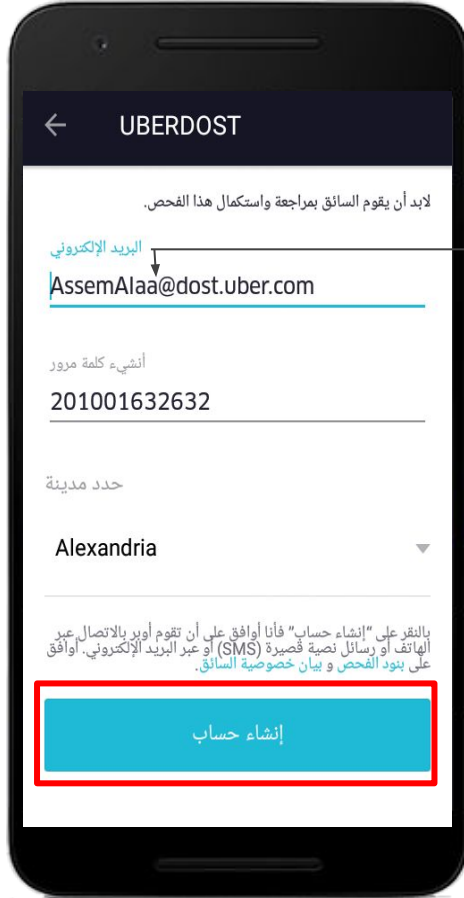 UBERDOST
لابد أن يقوم السائق بمراجعة واستكمال هذا الفحص.
البريد الإلكتروني
AssemAlaa@dost.uber.com
أنشيء كلمة مرور
201001632632
حدد مدينة
Alexandria
بالنقر على "إنشاء حساب" فأنا أوافق على أن تقوم أوبر بالاتصال عبر
الهاتف أو رسائل نصية قصيرة (SMS) أو عبر البريد الإلكتروني. أوافق
على بنود الفحص و بيان خصوصية السائق.
إنشاء حساب